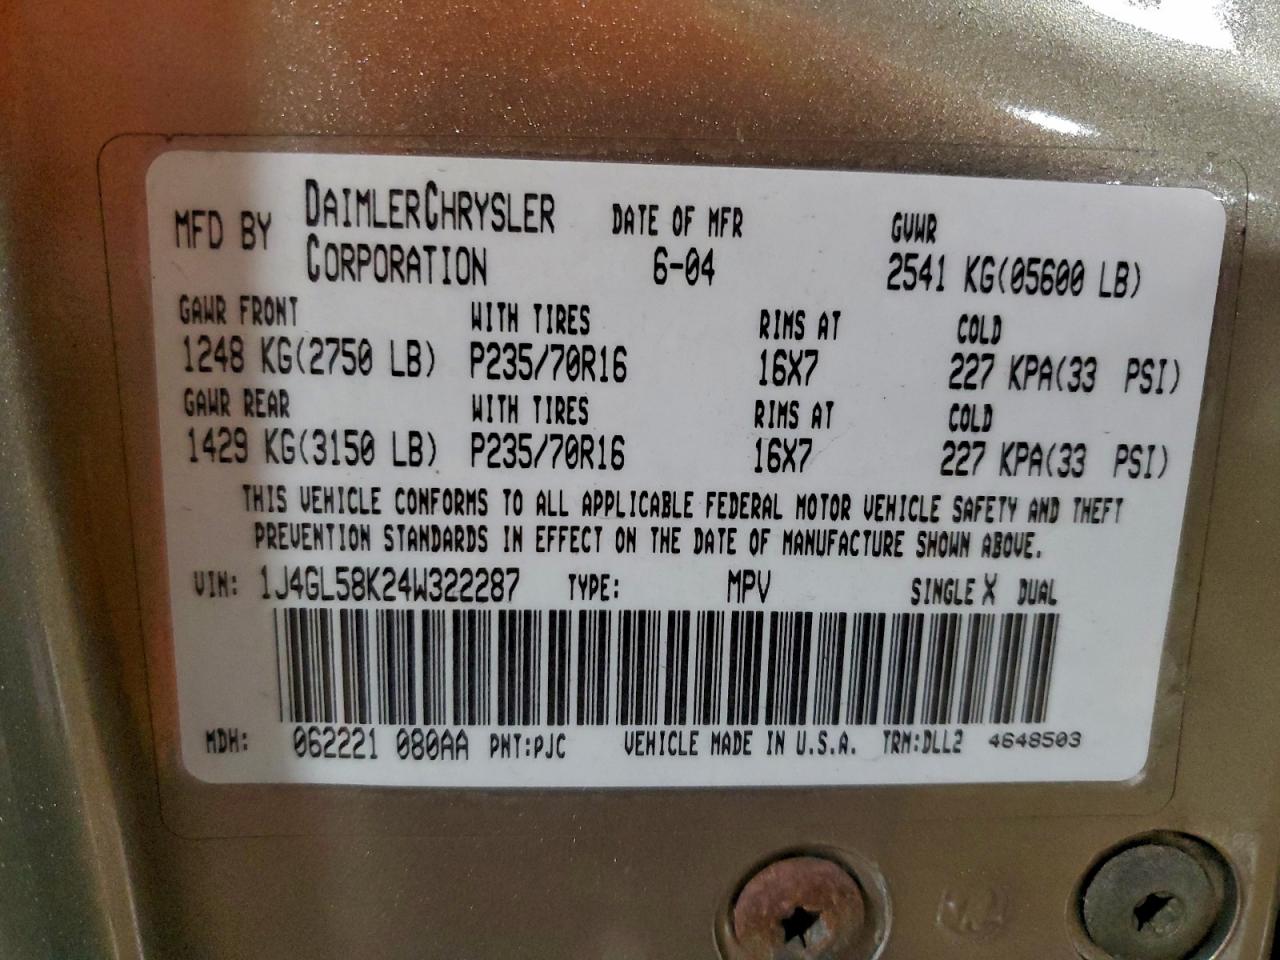 MFD BY DAIMLERCHRYSLER CORPORATION DATE OF MFR 6-04 GVWR 2541 KG(05600 LB)
GAWR FRONT WITH TIRES RIMS AT COLD
1248 KG(2750 LB) P235/70R16 16X7 227 KPA(33 PSI)
GAWR REAR WITH TIRES RIMS AT COLD
1429 KG(3150 LB) P235/70R16 16X7 227 KPA(33 PSI)
THIS VEHICLE CONFORMS TO ALL APPLICABLE FEDERAL MOTOR VEHICLE SAFETY AND THEFT
PREVENTION STANDARDS IN EFFECT ON THE DATE OF MANUFACTURE SHOWN ABOVE.
VIN: 1J4GL58K24W322287 TYPE: MPV SINGLE X DUAL
MDH: 062221 080AA PNT:PJC VEHICLE MADE IN U.S.A. TRM:DLL2 4648503